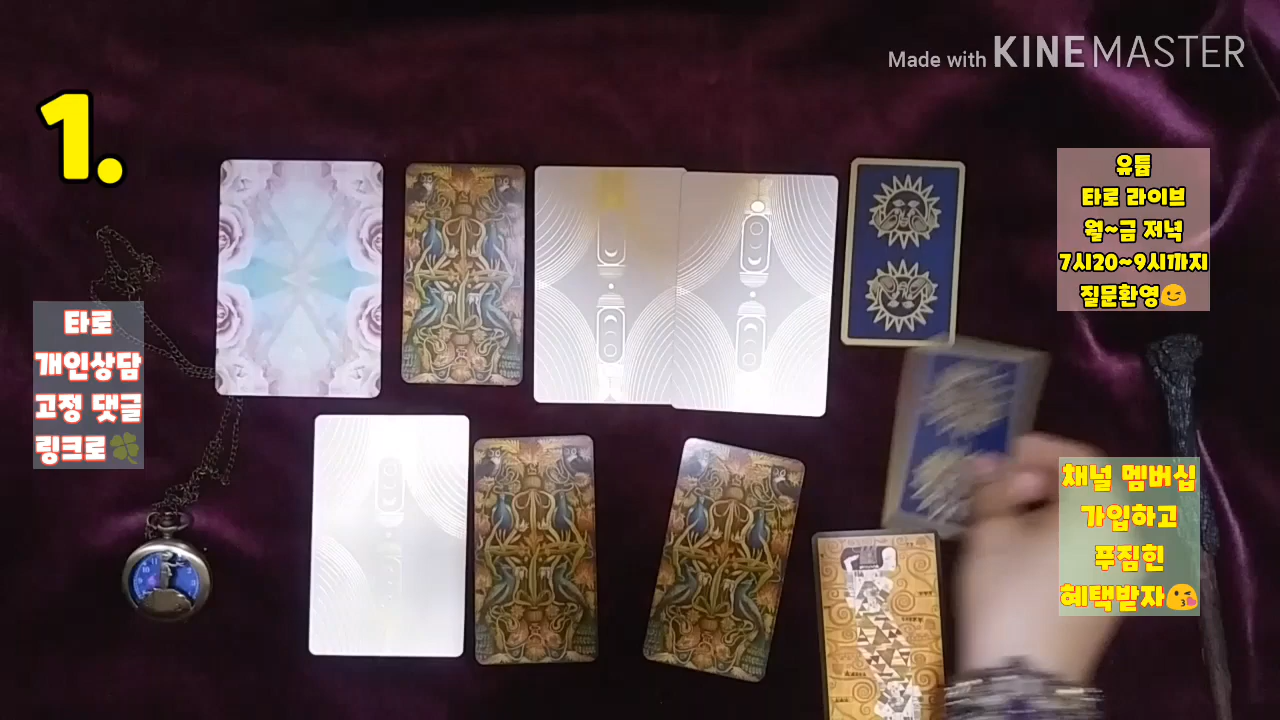 Made with KINEMASTER
1.
유튭
타로 라이브
월~금 저녁
7시20~9시까지
질문환영😊
타로
개인상담
고정 댓글
링크로🍀
채널 멤버십
가입하고
푸짐힌
혜택받자😘